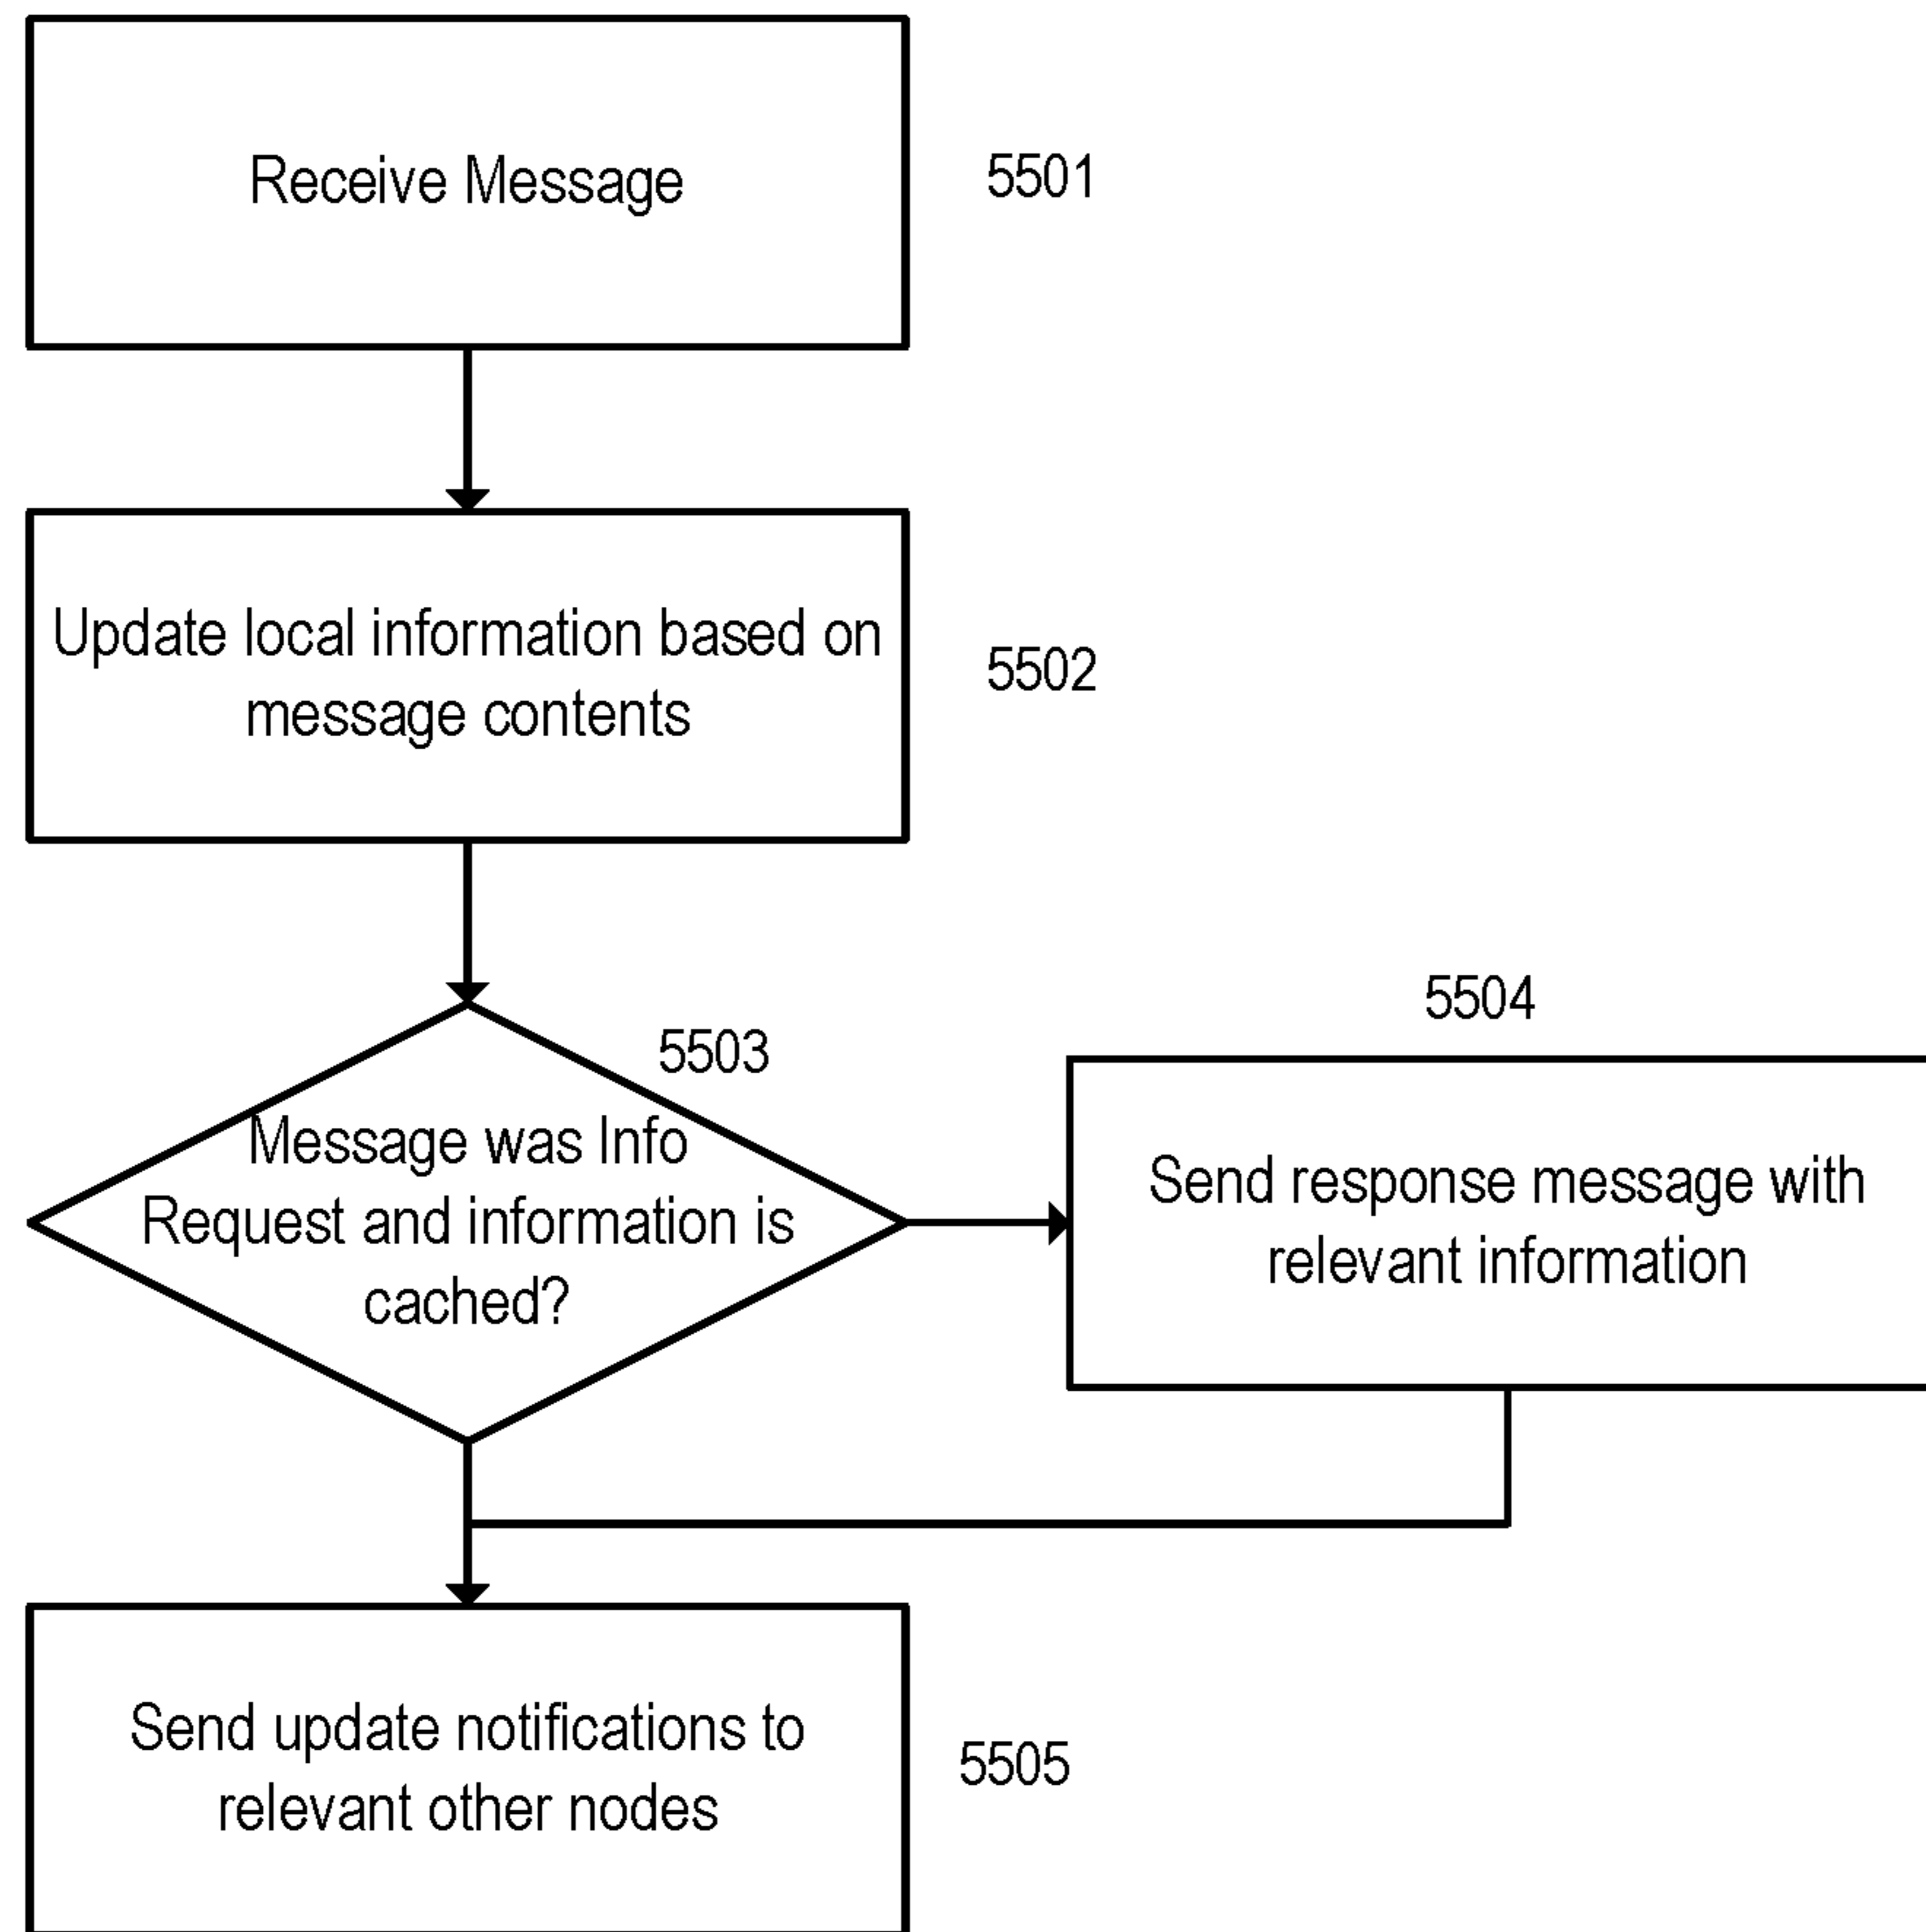 Receive Message
5501
Update local information based on
message contents
5502
5503
Message was Info
Request and information is
cached?
5504
Send response message with
relevant information
Send update notifications to
relevant other nodes
5505